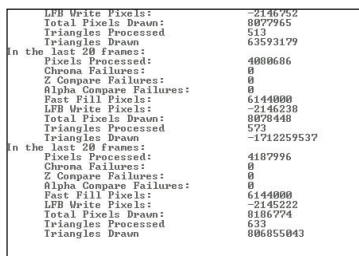 LFB Write Pixels: -2146752
Total Pixels Drawn: 8077965
Triangles Processed 513
Triangles Drawn 63593179
In the last 20 frames:
Pixels Processed: 4080686
Chroma Failures: 0
Z Compare Failures: 0
Alpha Compare Failures: 0
Fast Fill Pixels: 6144000
LFB Write Pixels: -2146238
Total Pixels Drawn: 8078448
Triangles Processed 573
Triangles Drawn -1712259537
In the last 20 frames:
Pixels Processed: 4187996
Chroma Failures: 0
Z Compare Failures: 0
Alpha Compare Failures: 0
Fast Fill Pixels: 6144000
LFB Write Pixels: -2145222
Total Pixels Drawn: 8186774
Triangles Processed 633
Triangles Drawn 806855043